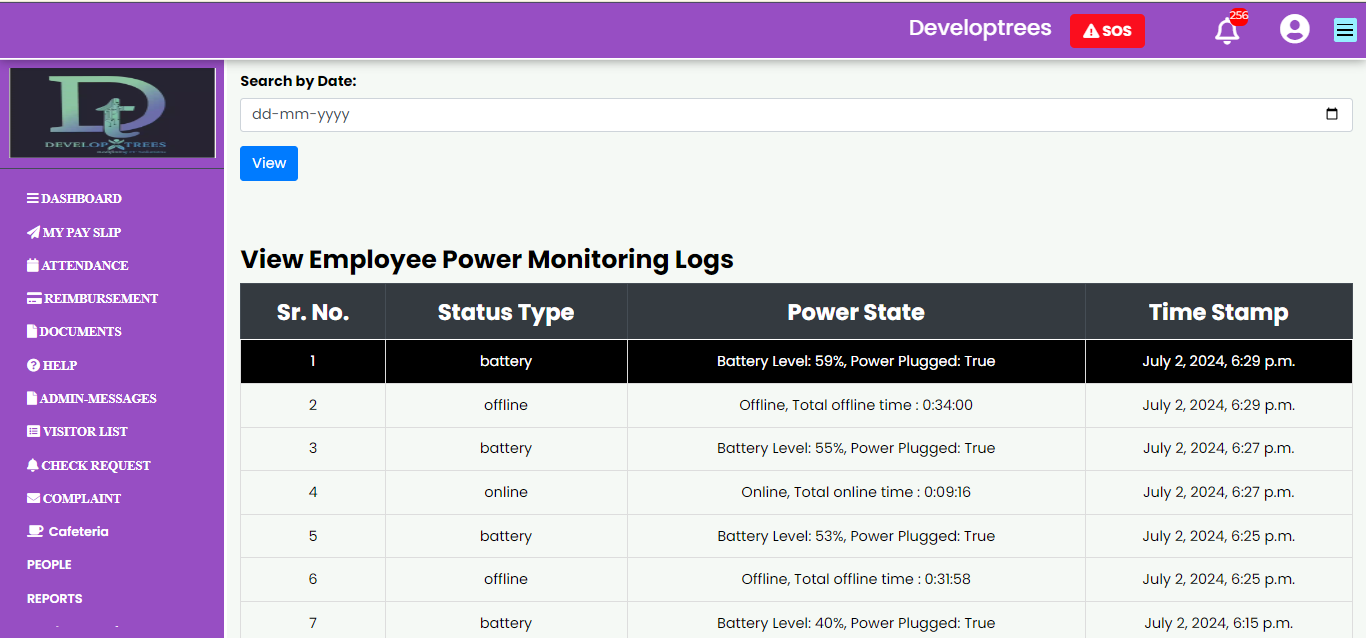 Developtrees
SOS
256
DEVELOP TREES
DASHBOARD
MY PAY SLIP
ATTENDANCE
REIMBURSEMENT
DOCUMENTS
HELP
ADMIN-MESSAGES
VISITOR LIST
CHECK REQUEST
COMPLAINT
Cafeteria
PEOPLE
REPORTS
Search by Date:
dd-mm-yyyy
View
View Employee Power Monitoring Logs
Sr. No. Status Type Power State Time Stamp
1 battery Battery Level: 59%, Power Plugged: True July 2, 2024, 6:29 p.m.
2 offline Offline, Total offline time : 0:34:00 July 2, 2024, 6:29 p.m.
3 battery Battery Level: 55%, Power Plugged: True July 2, 2024, 6:27 p.m.
4 online Online, Total online time : 0:09:16 July 2, 2024, 6:27 p.m.
5 battery Battery Level: 53%, Power Plugged: True July 2, 2024, 6:25 p.m.
6 offline Offline, Total offline time : 0:31:58 July 2, 2024, 6:25 p.m.
7 battery Battery Level: 40%, Power Plugged: True July 2, 2024, 6:15 p.m.